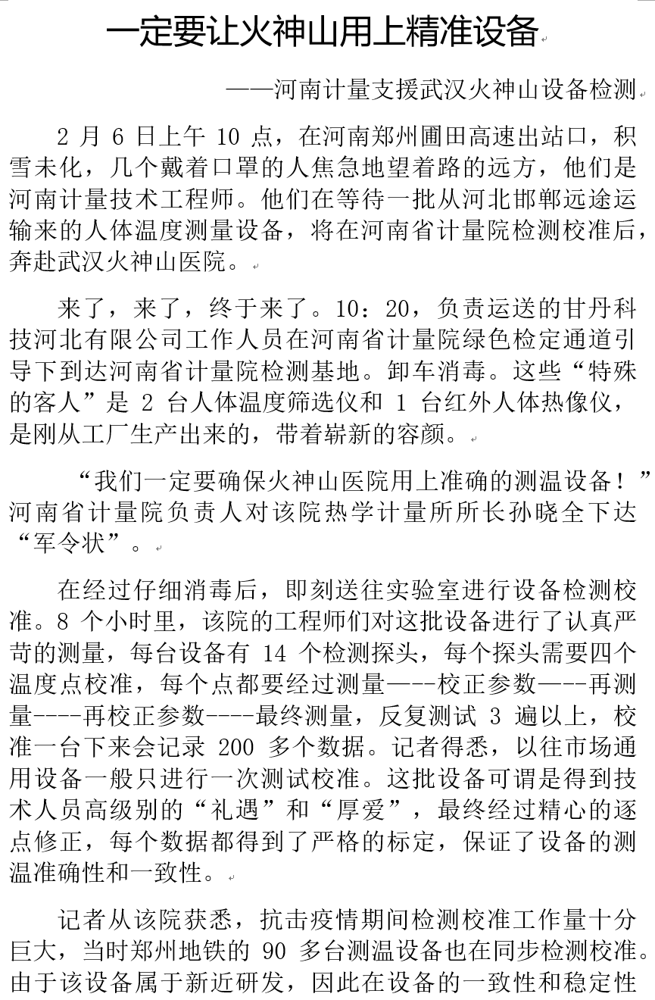 一定要让火神山用上精准设备
——河南计量支援武汉火神山设备检测
2 月 6 日上午 10 点，在河南郑州圃田高速出站口，积
雪未化，几个戴着口罩的人焦急地望着路的远方，他们是
河南计量技术工程师。他们在等待一批从河北邯郸远途运
输来的人体温度测量设备，将在河南省计量院检测校准后，
奔赴武汉火神山医院。
来了，来了，终于来了。10：20，负责运送的甘丹科
技河北有限公司工作人员在河南省计量院绿色检定通道引
导下到达河南省计量院检测基地。卸车消毒。这些“特殊
的客人”是 2 台人体温度筛选仪和 1 台红外人体热像仪，
是刚从工厂生产出来的，带着崭新的容颜。
“我们一定要确保火神山医院用上准确的测温设备！”
河南省计量院负责人对该院热学计量所所长孙晓全下达
“军令状”。
在经过仔细消毒后，即刻送往实验室进行设备检测校
准。8 个小时里，该院的工程师们对这批设备进行了认真严
苛的测量，每台设备有 14 个检测探头，每个探头需要四个
温度点校准，每个点都要经过测量—---校正参数—---再测
量----再校正参数----最终测量，反复测试 3 遍以上，校
准一台下来会记录 200 多个数据。记者得悉，以往市场通
用设备一般只进行一次测试校准。这批设备可谓是得到技
术人员高级别的“礼遇”和“厚爱”，最终经过精心的逐
点修正，每个数据都得到了严格的标定，保证了设备的测
温准确性和一致性。
记者从该院获悉，抗击疫情期间检测校准工作量十分
巨大，当时郑州地铁的 90 多台测温设备也在同步检测校准。
由于该设备属于新近研发，因此在设备的一致性和稳定性